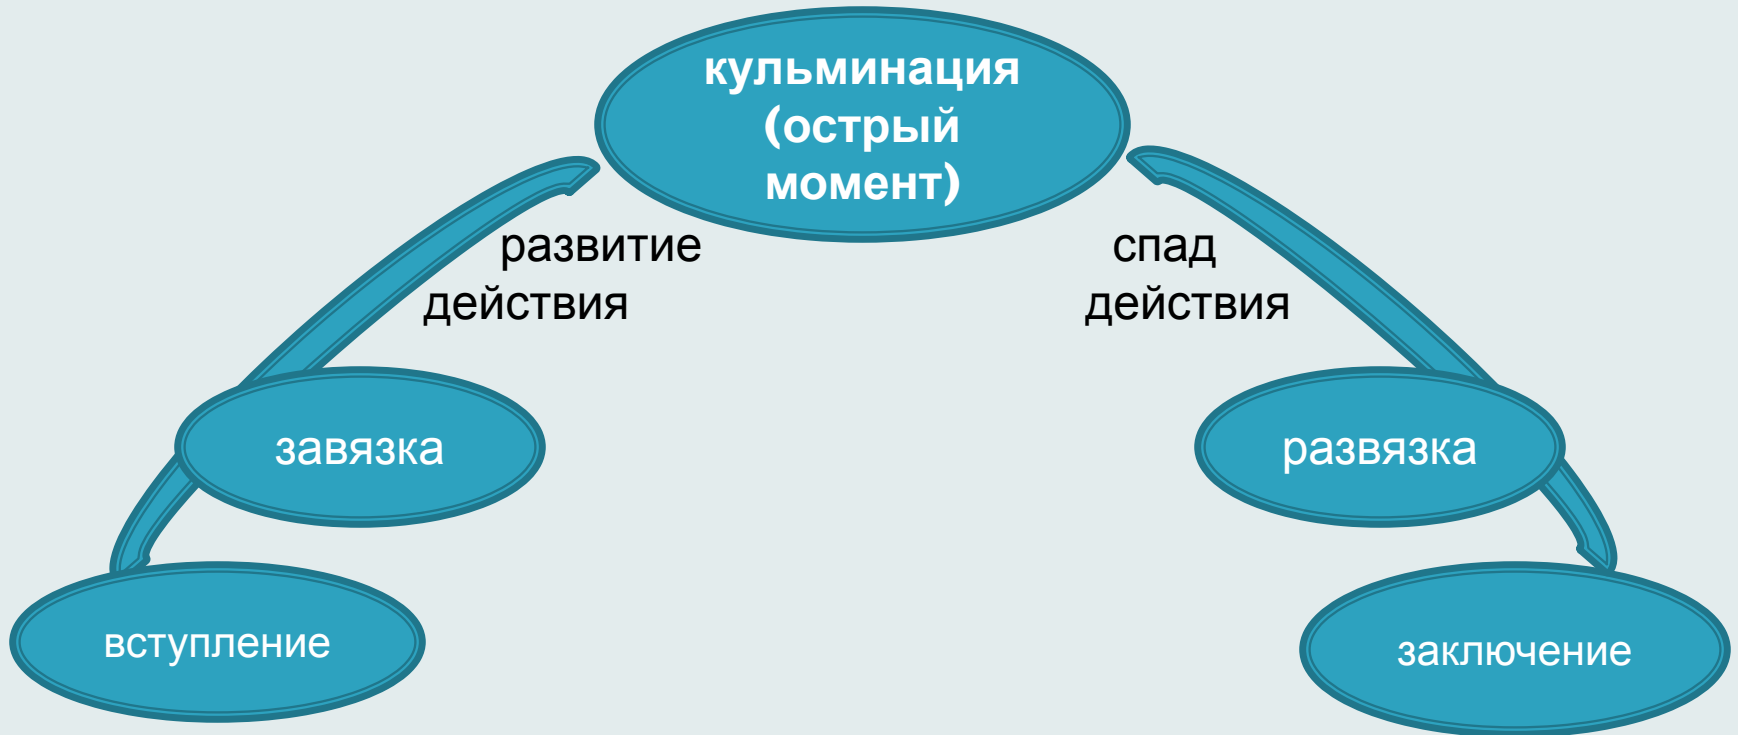 кульминация
(острый
момент)
развитие
действия
спад
действия
завязка
развязка
вступление
заключение